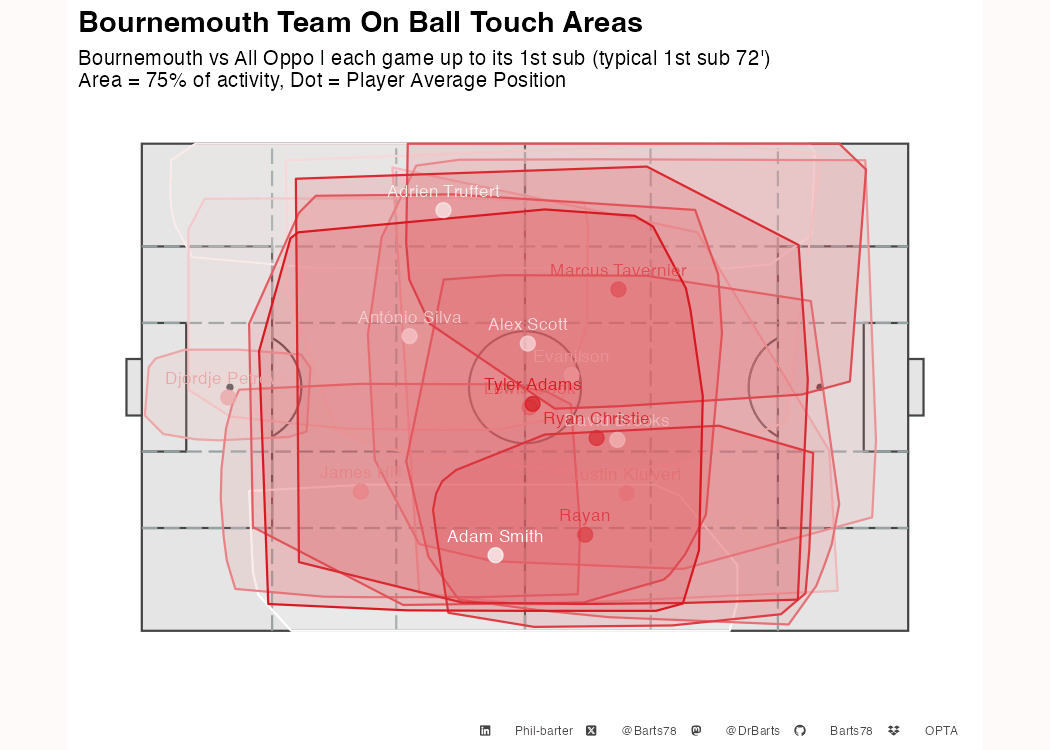 Bournemouth Team On Ball Touch Areas
Bournemouth vs All Oppo I each game up to its 1st sub (typical 1st sub 72')
Area = 75% of activity, Dot = Player Average Position
Adrien Truffert
Marcus Tavernier
António Silva
Alex Scott
Evanilson
Djordje
Tyler Adams
Ryan Christie
James
Justin Kluivert
Rayan
Adam Smith
Phil-barter @Barts78 @DrBarts Barts78 OPTA